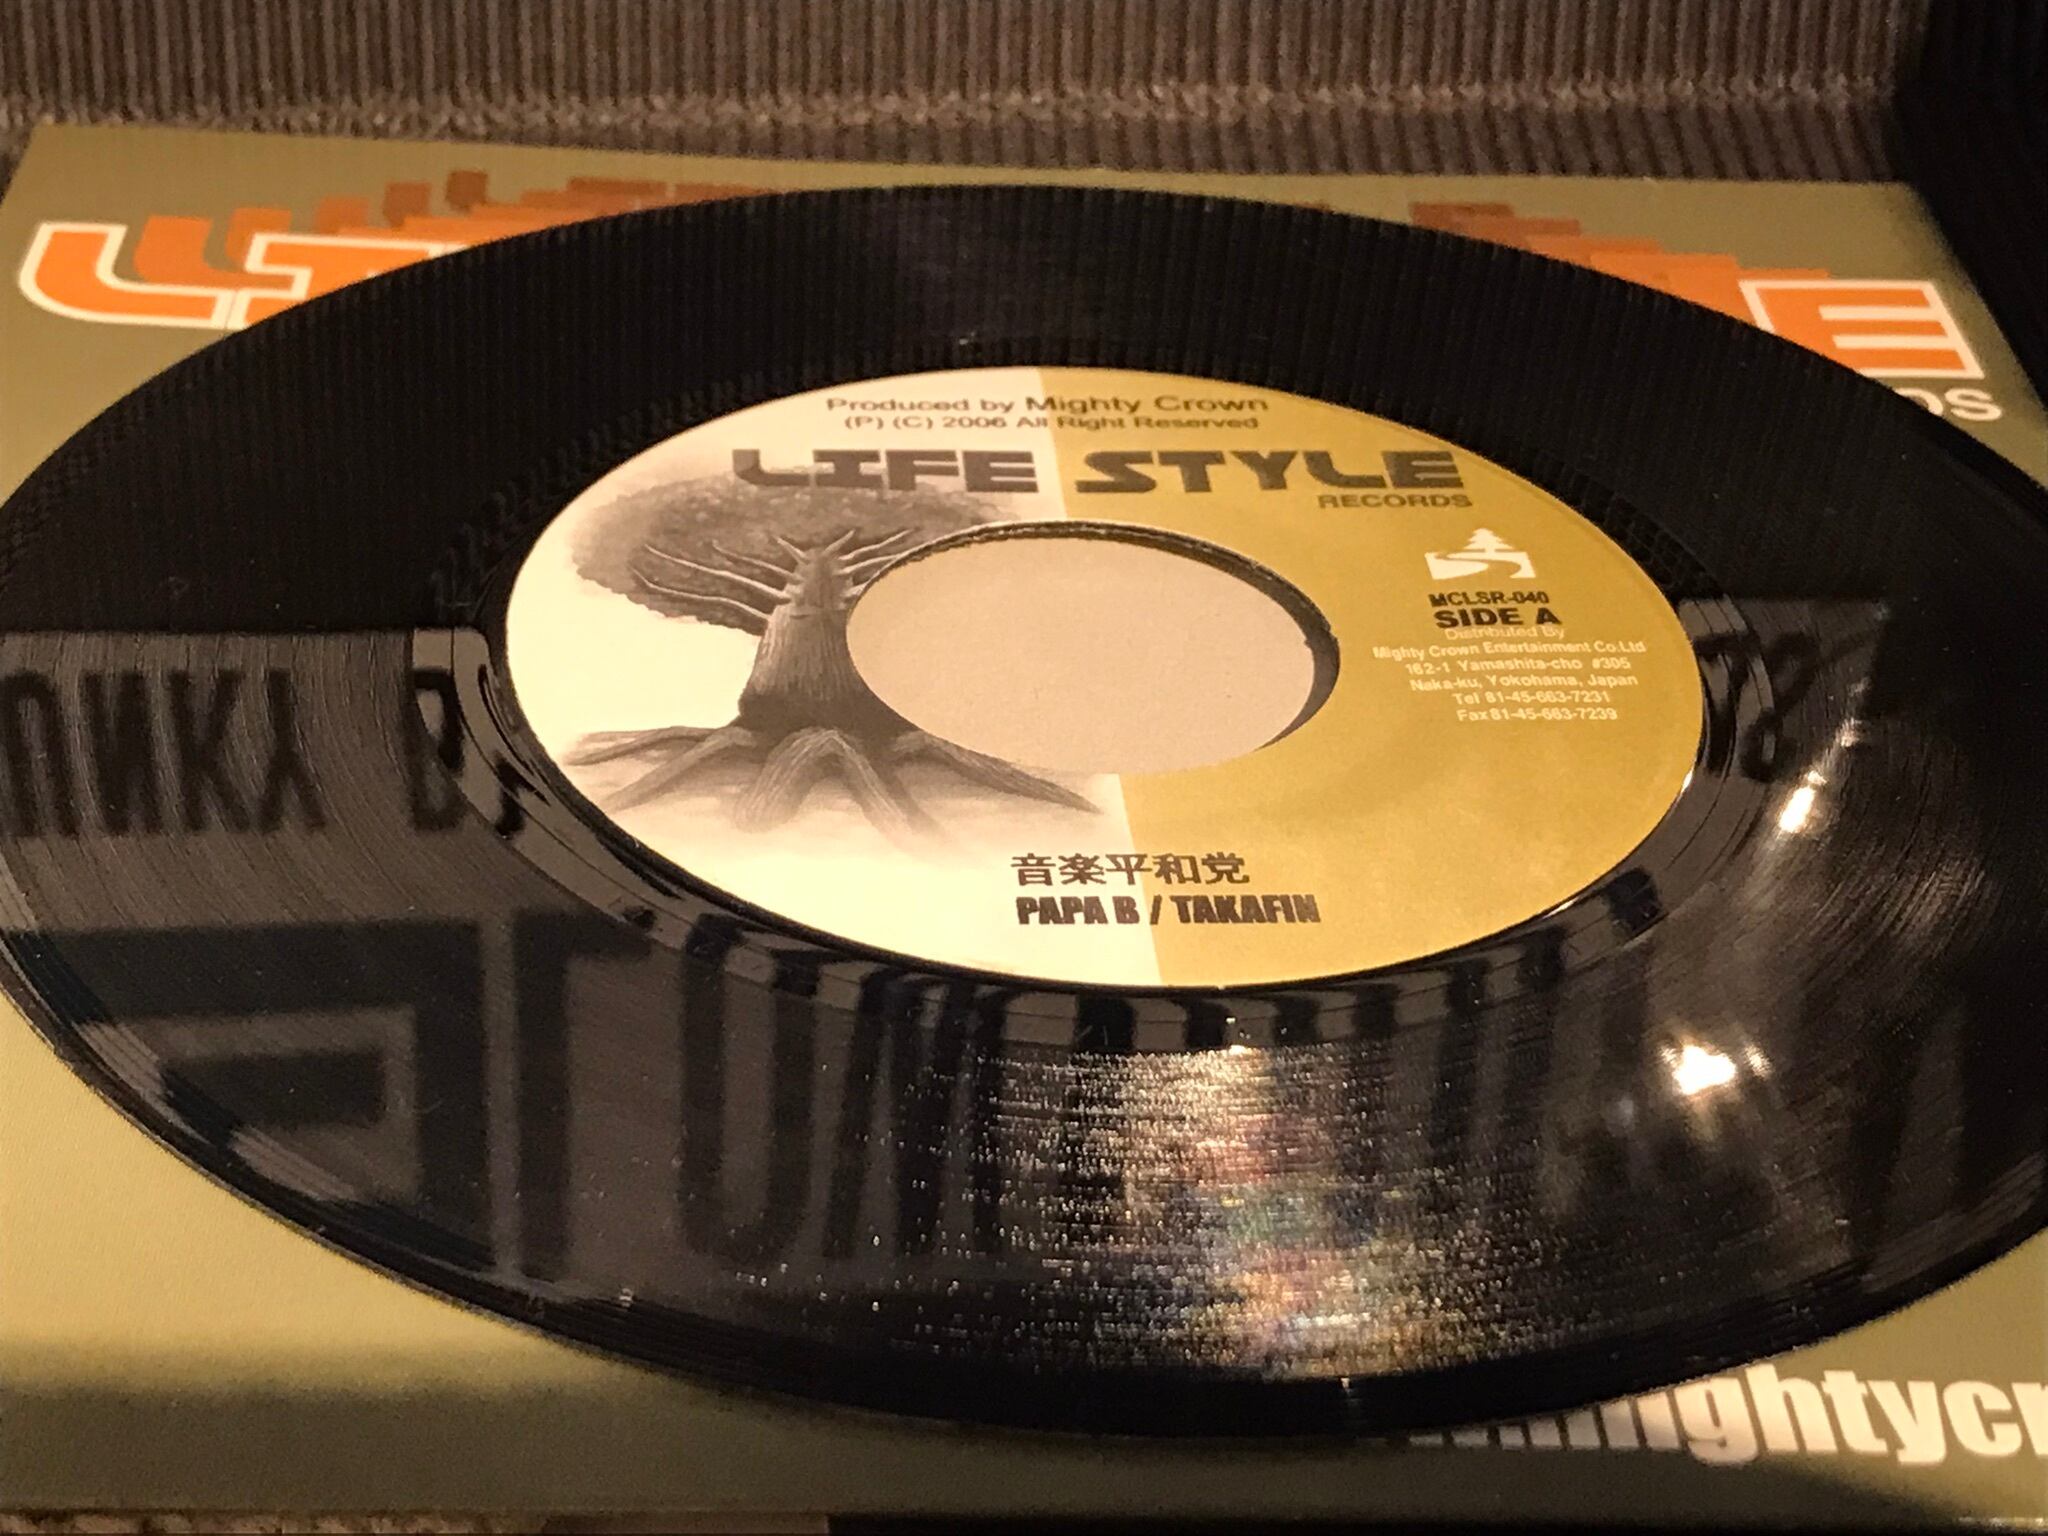 Produced by Mighty Crown
(P) (C) 2006 All Right Reserved
LIFE STYLE
RECORDS
MCLSR-040
SIDE A
Distributed By
Mighty Crown Entertainment Co.Ltd
162-1 Yamashita-cho #305
Naka-ku, Yokohama, Japan
Tel 81-45-663-7231
Fax 81-45-663-7239
音楽平和党
PAPA B / TAKAFIN